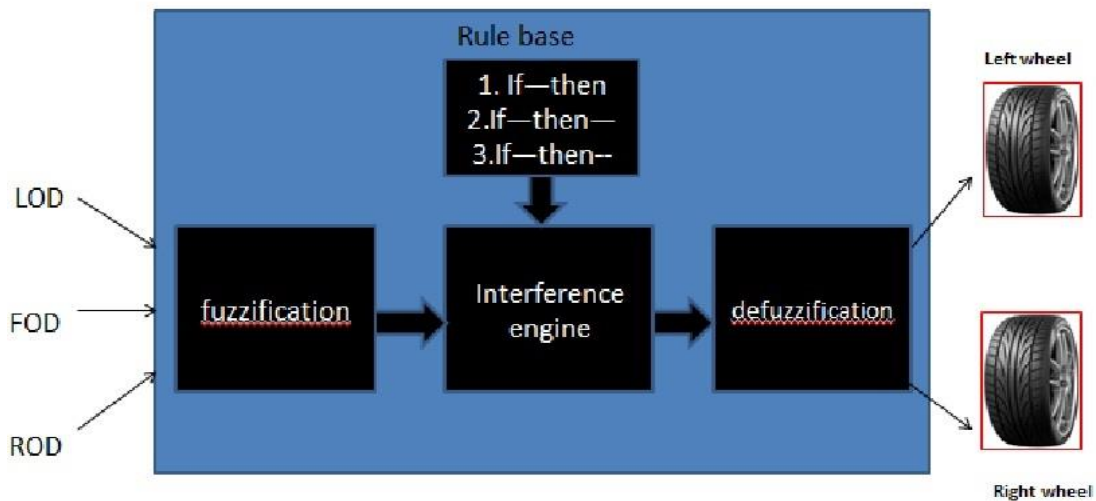 Rule base
1. If—then
2.If—then—
3.If—then--
Left wheel
LOD
FOD
ROD
fuzzification
Interference
engine
defuzzification
Right wheel